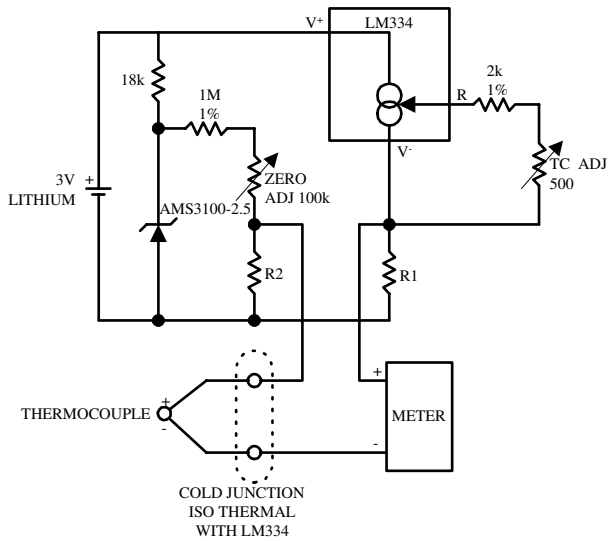 V+
LM334
18k
1M
1%
2k
1%
R
V-
3V
LITHIUM
+
ZERO
ADJ 100k
TC ADJ
500
AMS3100-2.5
R2
R1
+
THERMOCOUPLE
+
-
METER
-
COLD JUNCTION
ISO THERMAL
WITH LM334